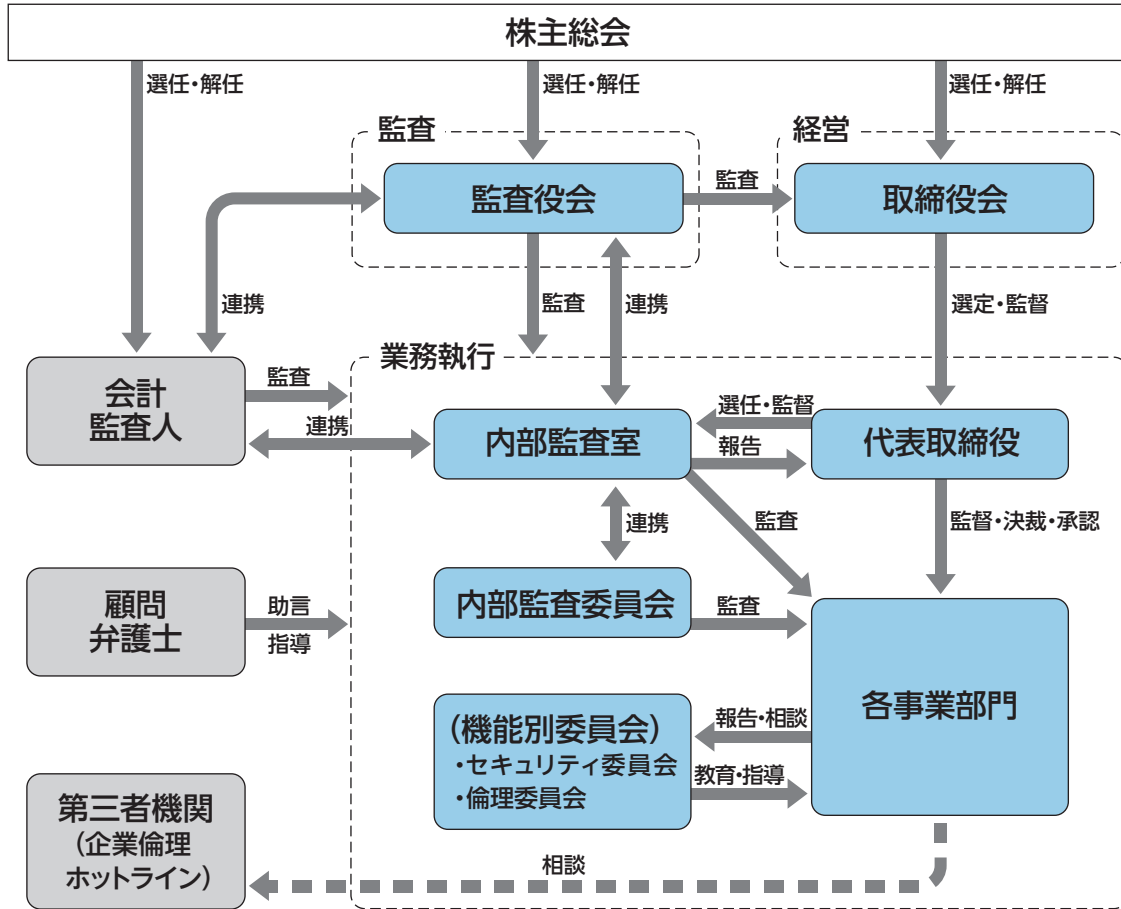 株主総会
選任・解任
選任・解任
選任・解任
監査
経営
監査役会
監査
取締役会
連携
監査
連携
選定・監督
業務執行
会計
監査人
監査
連携
内部監査室
選任・監督
報告
代表取締役
連携
監査
監督・決裁・承認
顧問
弁護士
助言
指導
内部監査委員会
監査
各事業部門
(機能別委員会)
・セキュリティ委員会
・倫理委員会
報告・相談
教育・指導
第三者機関
(企業倫理
ホットライン)
相談